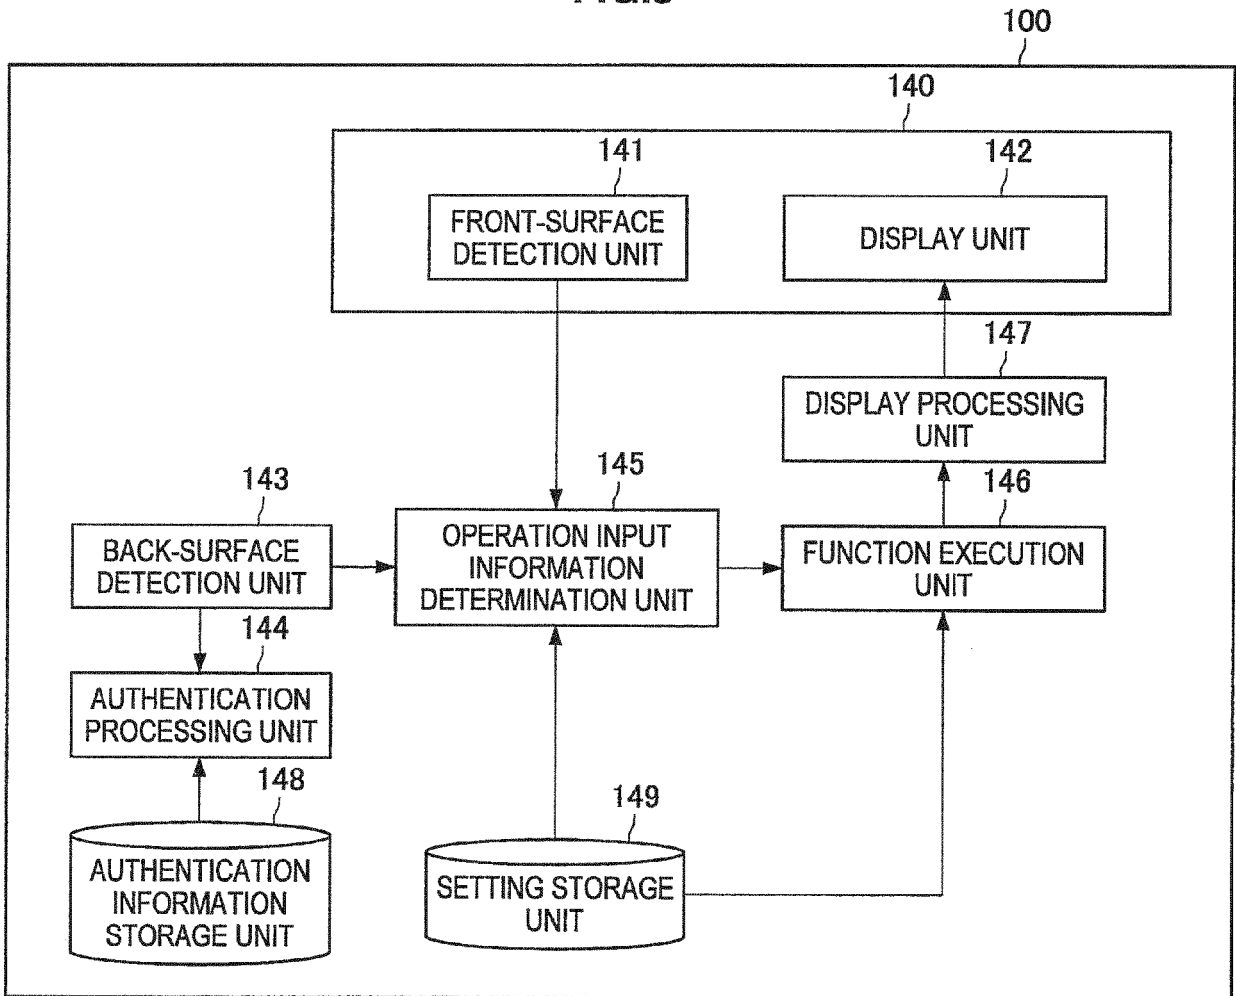 100
140
141
142
FRONT-SURFACE
DETECTION UNIT
DISPLAY UNIT
147
DISPLAY PROCESSING
UNIT
143
145
146
BACK-SURFACE
DETECTION UNIT
OPERATION INPUT
INFORMATION
DETERMINATION UNIT
FUNCTION EXECUTION
UNIT
144
AUTHENTICATION
PROCESSING UNIT
148
149
AUTHENTICATION
INFORMATION
STORAGE UNIT
SETTING STORAGE
UNIT